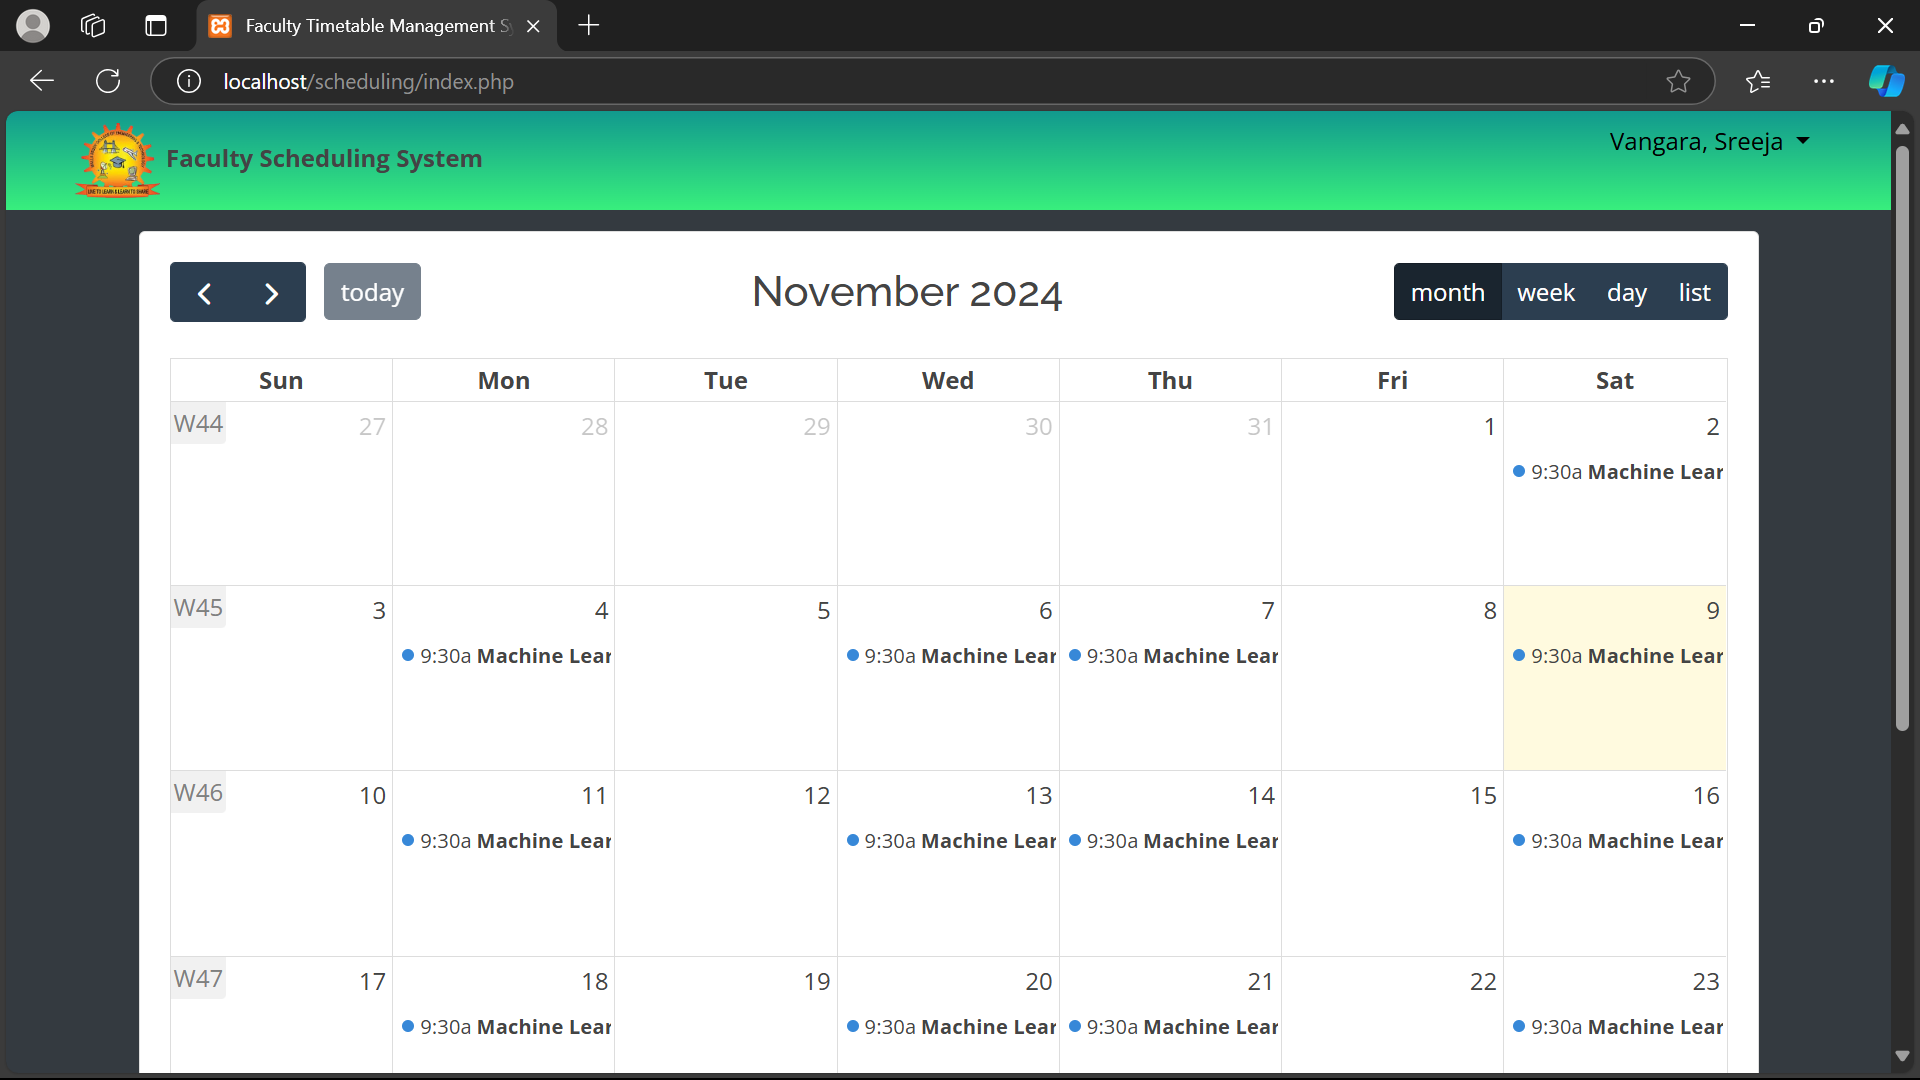 Faculty Timetable Management S
localhost/scheduling/index.php
Faculty Scheduling System
Vangara, Sreeja
today
November 2024
month week day list
Sun Mon Tue Wed Thu Fri Sat
W44 27 28 29 30 31 1 2
9:30a Machine Lear
W45 3 4 5 6 7 8 9
9:30a Machine Lear 9:30a Machine Lear 9:30a Machine Lear 9:30a Machine Lear
W46 10 11 12 13 14 15 16
9:30a Machine Lear 9:30a Machine Lear 9:30a Machine Lear 9:30a Machine Lear
W47 17 18 19 20 21 22 23
9:30a Machine Lear 9:30a Machine Lear 9:30a Machine Lear 9:30a Machine Lear